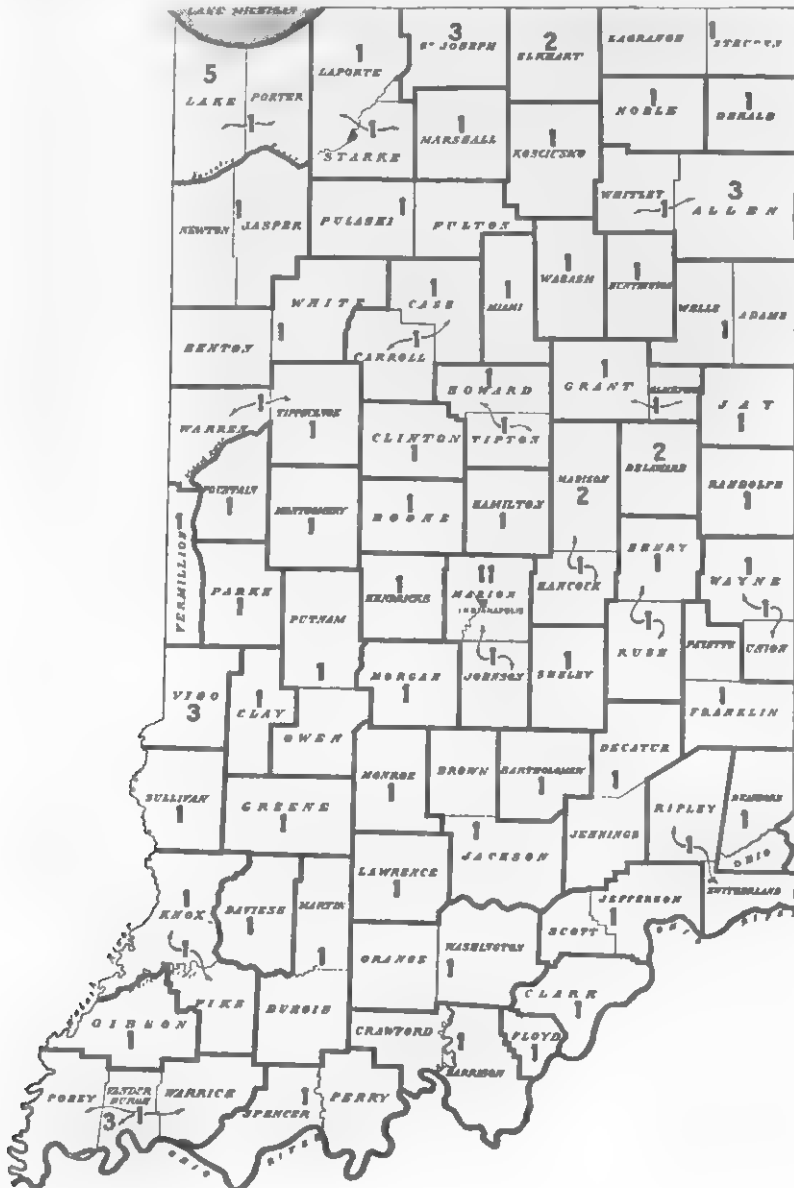 LAKE MICHIGAN
3
ST JOSEPH
2
ELKHART
LAGRANGE
1
STEUBEN
5
LAKE
PORTER
1
1
LAPORTE
1
STARKE
1
MARSHALL
1
KOSCIUSKO
1
NOBLE
1
DEKALB
WHITLEY
1
3
ALLEN
NEWTON
1
JASPER
PULASKI
1
FULTON
WHITE
1
1
CASS
1
MIAMI
1
WABASH
1
HUNTINGTON
WELLS
1
ADAMS
BENTON
CARROLL
1
1
HOWARD
1
GRANT
1
JAY
1
WARREN
1
TIPPECANOE
1
CLINTON
1
TIPTON
1
MADISON
2
2
DELAWARE
RANDOLPH
1
FOUNTAIN
1
MONTGOMERY
1
1
BOONE
HAMILTON
1
1
VERMILLION
PARKE
1
PUTNAM
1
1
HENDRICKS
11
MARION
INDIANAPOLIS
1
HANCOCK
HENRY
1
1
WAYNE
1
JOHNSON
1
1
RUSH
FAYETTE
UNION
MORGAN
1
1
SHELBY
1
FRANKLIN
VIGO
3
1
CLAY
OWEN
DECATUR
1
MONROE
1
BROWN
BARTHOLOMEW
1
RIPLEY
1
DEARBORN
1
OHIO
SULLIVAN
1
GREENE
1
1
JACKSON
JENNINGS
LAWRENCE
1
SWITZERLAND
JEFFERSON
1
SCOTT
1
KNOX
1
DAVIESS
1
MARTIN
1
ORANGE
WASHINGTON
1
OHIO RIVER
CLARK
1
PIKE
GIBSON
1
DUBOIS
CRAWFORD
1
HARRISON
FLOYD
1
POSEY
VANDERBURGH
3
1
WARRICK
1
SPENCER
PERRY
OHIO RIVER